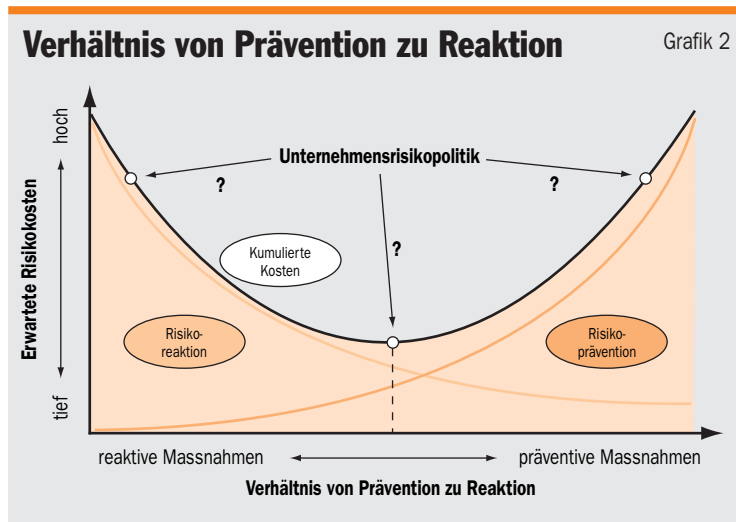 Verhältnis von Prävention zu Reaktion
Grafik 2
hoch
Erwartete Risikokosten
tief
Unternehmensrisikopolitik
?
?
?
Kumulierte
Kosten
Risiko-
reaktion
Risiko-
prävention
reaktive Massnahmen
präventive Massnahmen
Verhältnis von Prävention zu Reaktion